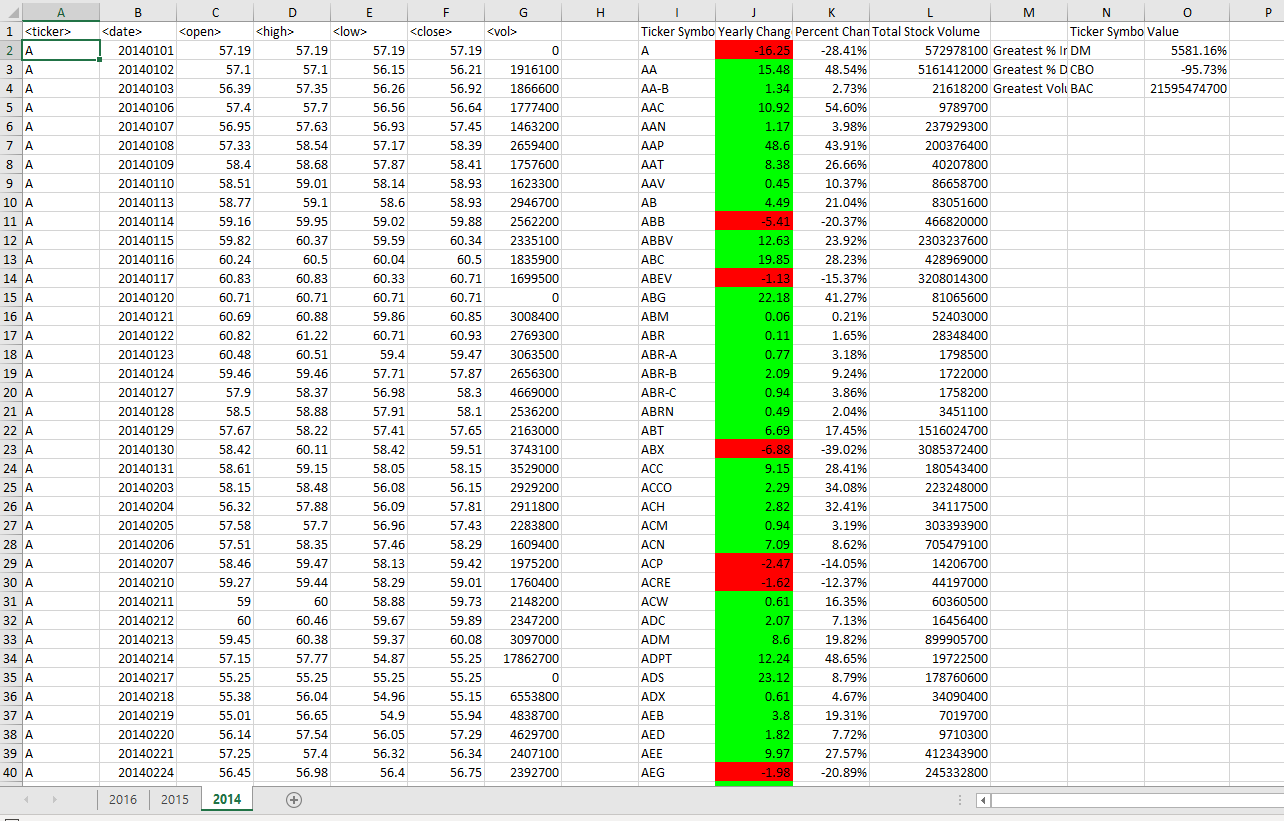 A B C D E F G H I J K L M N O P
1 <ticker> <date> <open> <high> <low> <close> <vol> Ticker Symbo Yearly Chang Percent Chan Total Stock Volume Ticker Symbo Value
2 A 20140101 57.19 57.19 57.19 57.19 0 A -16.25 -28.41% 572978100 Greatest % Ir DM 5581.16%
3 A 20140102 57.1 57.1 56.15 56.21 1916100 AA 15.48 48.54% 5161412000 Greatest % D CBO -95.73%
4 A 20140103 56.39 57.35 56.26 56.92 1866600 AA-B 1.34 2.73% 21618200 Greatest Volu BAC 21595474700
5 A 20140106 57.4 57.7 56.56 56.64 1777400 AAC 10.92 54.60% 9789700
6 A 20140107 56.95 57.63 56.93 57.45 1463200 AAN 1.17 3.98% 237929300
7 A 20140108 57.33 58.54 57.17 58.39 2659400 AAP 48.6 43.91% 200376400
8 A 20140109 58.4 58.68 57.87 58.41 1757600 AAT 8.38 26.66% 40207800
9 A 20140110 58.51 59.01 58.14 58.93 1623300 AAV 0.45 10.37% 86658700
10 A 20140113 58.77 59.1 58.6 58.93 2946700 AB 4.49 21.04% 83051600
11 A 20140114 59.16 59.95 59.02 59.88 2562200 ABB -5.41 -20.37% 466820000
12 A 20140115 59.82 60.37 59.59 60.34 2335100 ABBV 12.63 23.92% 2303237600
13 A 20140116 60.24 60.5 60.04 60.5 1835900 ABC 19.85 28.23% 428969000
14 A 20140117 60.83 60.83 60.33 60.71 1699500 ABEV -1.13 -15.37% 3208014300
15 A 20140120 60.71 60.71 60.71 60.71 0 ABG 22.18 41.27% 81065600
16 A 20140121 60.69 60.88 59.86 60.85 3008400 ABM 0.06 0.21% 52403000
17 A 20140122 60.82 61.22 60.71 60.93 2769300 ABR 0.11 1.65% 28348400
18 A 20140123 60.48 60.51 59.4 59.47 3063500 ABR-A 0.77 3.18% 1798500
19 A 20140124 59.46 59.46 57.71 57.87 2656300 ABR-B 2.09 9.24% 1722000
20 A 20140127 57.9 58.37 56.98 58.3 4669000 ABR-C 0.94 3.86% 1758200
21 A 20140128 58.5 58.88 57.91 58.1 2536200 ABRN 0.49 2.04% 3451100
22 A 20140129 57.67 58.22 57.41 57.65 2163000 ABT 6.69 17.45% 1516024700
23 A 20140130 58.42 60.11 58.42 59.51 3743100 ABX -6.88 -39.02% 3085372400
24 A 20140131 58.61 59.15 58.05 58.15 3529000 ACC 9.15 28.41% 180543400
25 A 20140203 58.15 58.48 56.08 56.15 2929200 ACCO 2.29 34.08% 223248000
26 A 20140204 56.32 57.88 56.09 57.81 2911800 ACH 2.82 32.41% 34117500
27 A 20140205 57.58 57.7 56.96 57.43 2283800 ACM 0.94 3.19% 303393900
28 A 20140206 57.51 58.35 57.46 58.29 1609400 ACN 7.09 8.62% 705479100
29 A 20140207 58.46 59.47 58.13 59.42 1975200 ACP -2.47 -14.05% 14206700
30 A 20140210 59.27 59.44 58.29 59.01 1760400 ACRE -1.62 -12.37% 44197000
31 A 20140211 59 60 58.88 59.73 2148200 ACW 0.61 16.35% 60360500
32 A 20140212 60 60.46 59.67 59.89 2347200 ADC 2.07 7.13% 16456400
33 A 20140213 59.45 60.38 59.37 60.08 3097000 ADM 8.6 19.82% 899905700
34 A 20140214 57.15 57.77 54.87 55.25 17862700 ADPT 12.24 48.65% 19722500
35 A 20140217 55.25 55.25 55.25 55.25 0 ADS 23.12 8.79% 178760600
36 A 20140218 55.38 56.04 54.96 55.15 6553800 ADX 0.61 4.67% 34090400
37 A 20140219 55.01 56.65 54.9 55.94 4838700 AEB 3.8 19.31% 7019700
38 A 20140220 56.14 57.54 56.05 57.29 4629700 AED 1.82 7.72% 9710300
39 A 20140221 57.25 57.4 56.32 56.34 2407100 AEE 9.97 27.57% 412343900
40 A 20140224 56.45 56.98 56.4 56.75 2392700 AEG -1.98 -20.89% 245332800
2016 2015 2014